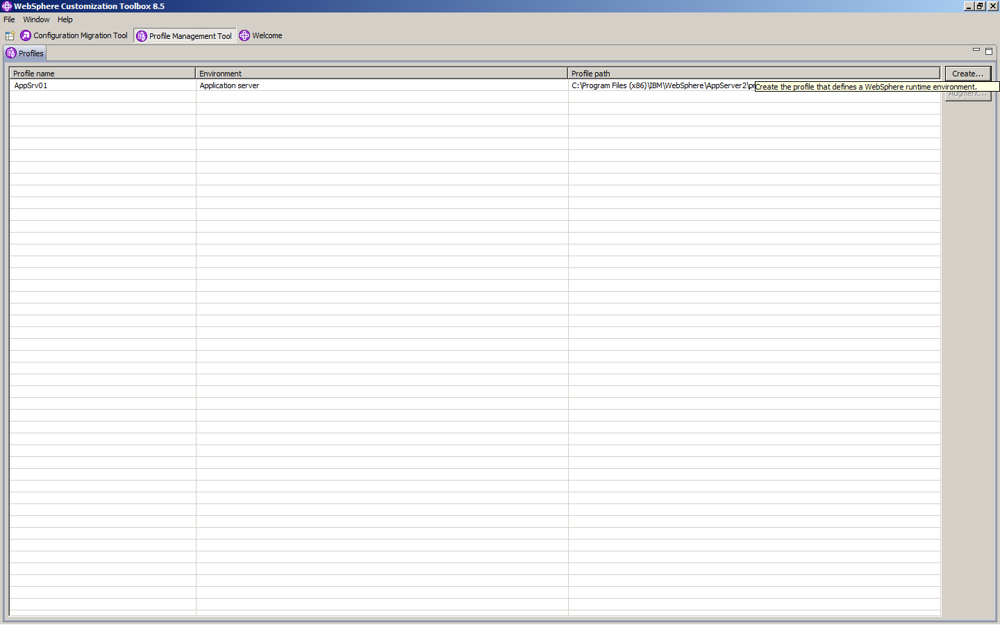 WebSphere Customization Toolbox 8.5
File Window Help
Configuration Migration Tool Profile Management Tool Welcome
Profiles
Profile name Environment Profile path Create...
AppSrv01 Application server C:\Program Files (x86)\IBM\WebSphere\AppServer2\pr
Create the profile that defines a WebSphere runtime environment.
Augment...